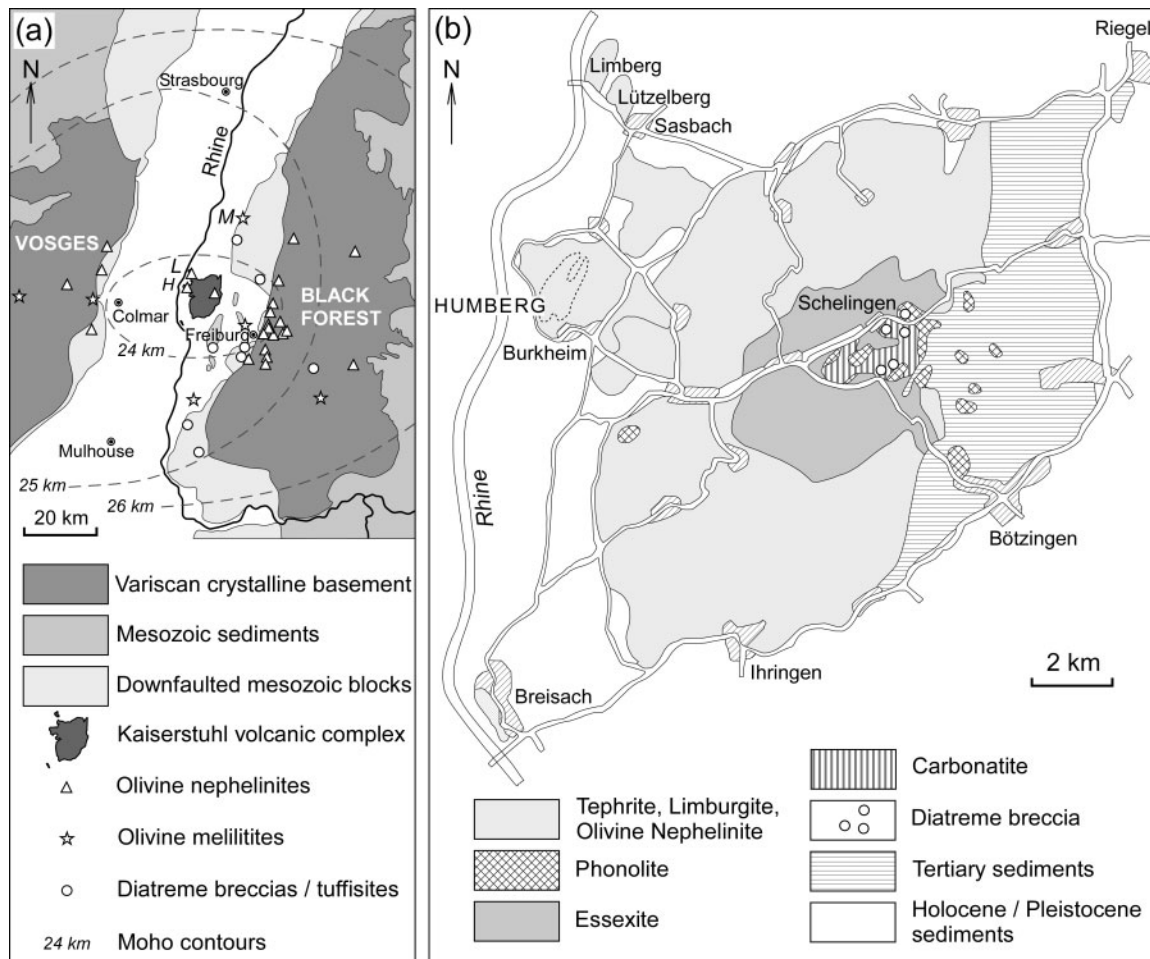 (a)
N
Strasbourg
Rhine
M
VOSGES
L
H
Colmar
BLACK
FOREST
Freiburg
24 km
Mulhouse
25 km
26 km
20 km
Variscan crystalline basement
Mesozoic sediments
Downfaulted mesozoic blocks
Kaiserstuhl volcanic complex
Olivine nephelinites
Olivine melilitites
Diatreme breccias / tuffisites
24 km Moho contours
(b)
N
Riegel
Limberg
Lützelberg
Sasbach
HUMBERG
Schelingen
Burkheim
Rhine
Bötzingen
Ihringen
2 km
Breisach
Tephrite, Limburgite,
Olivine Nephelinite
Phonolite
Essexite
Carbonatite
Diatreme breccia
Tertiary sediments
Holocene / Pleistocene
sediments